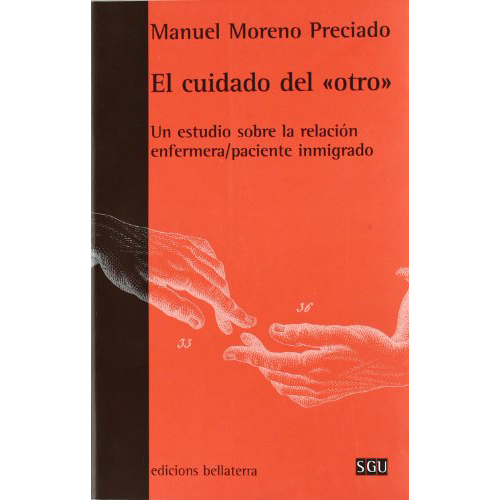 Manuel Moreno Preciado
El cuidado del «otro»
Un estudio sobre la relación
enfermera/paciente inmigrado
36
33
edicions bellaterra
SGU